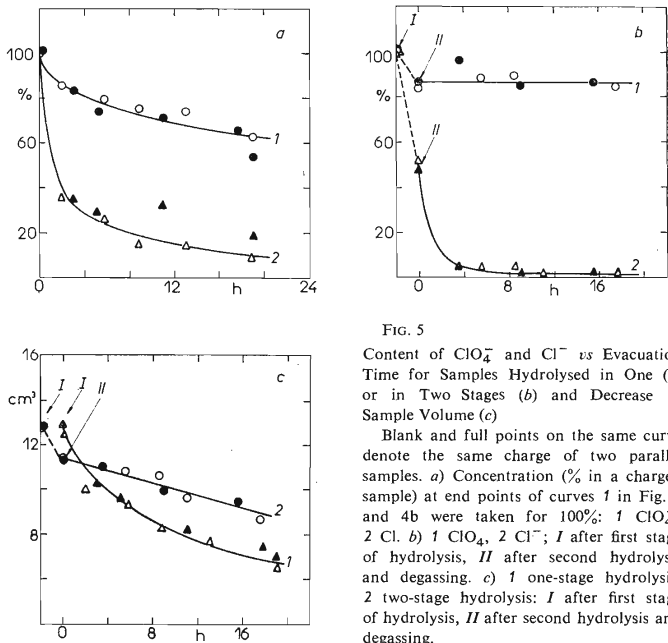 a
100
%
60
20
1
2
0
12
h
24
b
I
II
100
%
60
20
II
1
2
0
8
h
16
c
16
cm³
12
8
4
I
I
II
2
1
0
8
h
16
FIG. 5
Content of ClO₄⁻ and Cl⁻ vs Evacuatio
Time for Samples Hydrolysed in One (
or in Two Stages (b) and Decrease
Sample Volume (c)
Blank and full points on the same curv
denote the same charge of two parall
samples. a) Concentration (% in a charge
sample) at end points of curves 1 in Fig.
and 4b were taken for 100%: 1 ClO₄
2 Cl. b) 1 ClO₄, 2 Cl⁻; I after first stag
of hydrolysis, II after second hydrolys
and degassing. c) 1 one-stage hydrolysi
2 two-stage hydrolysis: I after first stag
of hydrolysis, II after second hydrolysis an
degassing.